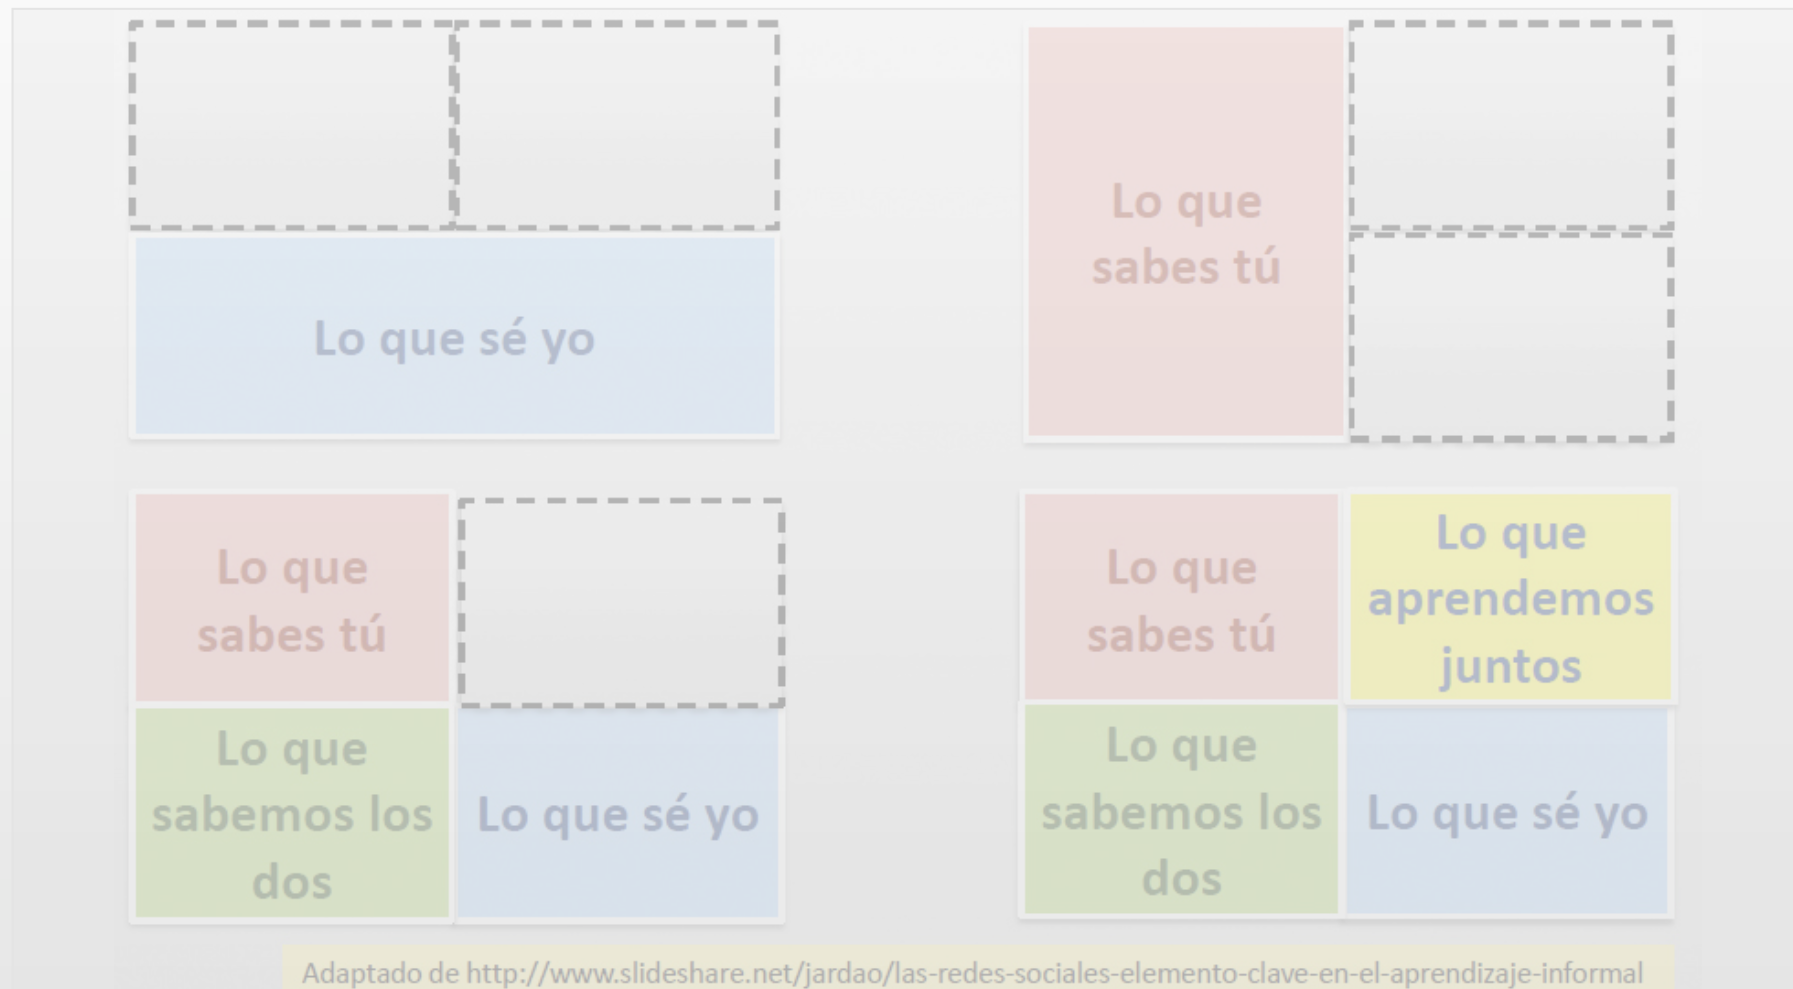 Lo que sé yo
Lo que
sabes tú
Lo que
sabes tú
Lo que
sabemos los
dos
Lo que sé yo
Lo que
sabes tú
Lo que
aprendemos
juntos
Lo que
sabemos los
dos
Lo que sé yo
Adaptado de http://www.slideshare.net/jardao/las-redes-sociales-elemento-clave-en-el-aprendizaje-informal